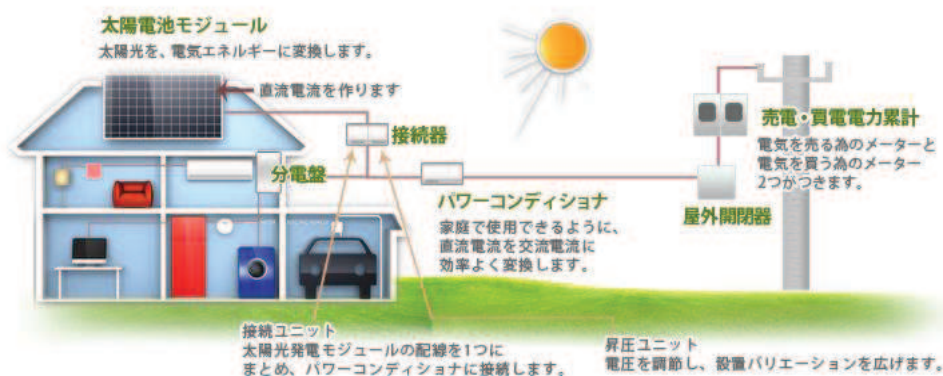 太陽電池モジュール
太陽光を、電気エネルギーに変換します。
直流電流を作ります
接続器
分電盤
パワーコンディショナ
家庭で使用できるように、
直流電流を交流電流に
効率よく変換します。
売電・買電電力累計
電気を売る為のメーターと
電気を買う為のメーター
2つがつきます。
屋外開閉器
接続ユニット
太陽光発電モジュールの配線を1つに
まとめ、パワーコンディショナに接続します。
昇圧ユニット
電圧を調節し、設置バリエーションを広げます。